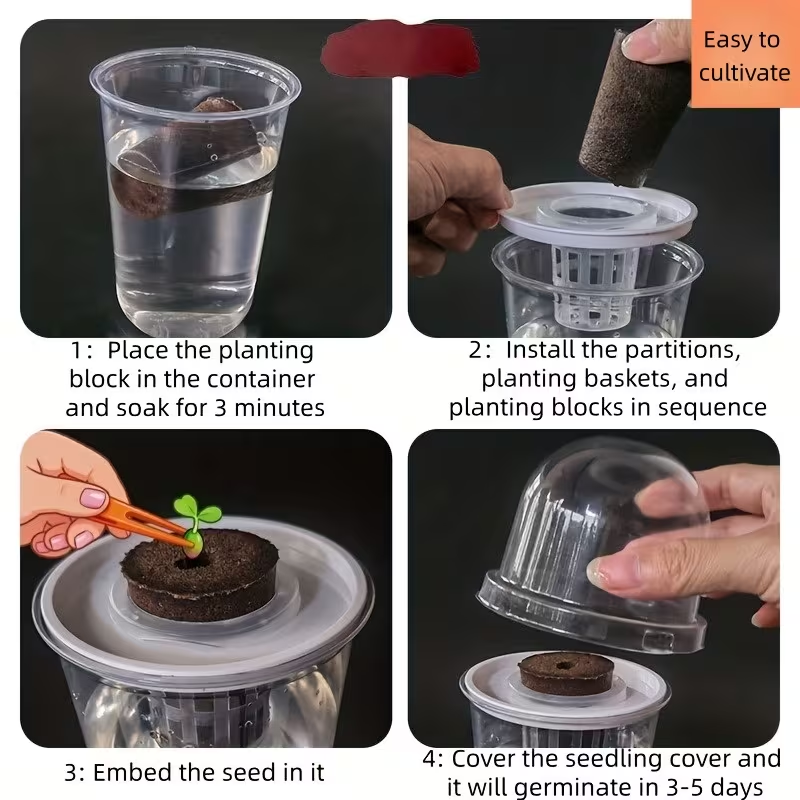 Easy to
cultivate
1: Place the planting
block in the container
and soak for 3 minutes
2: Install the partitions,
planting baskets, and
planting blocks in sequence
3: Embed the seed in it
4: Cover the seedling cover and
it will germinate in 3-5 days